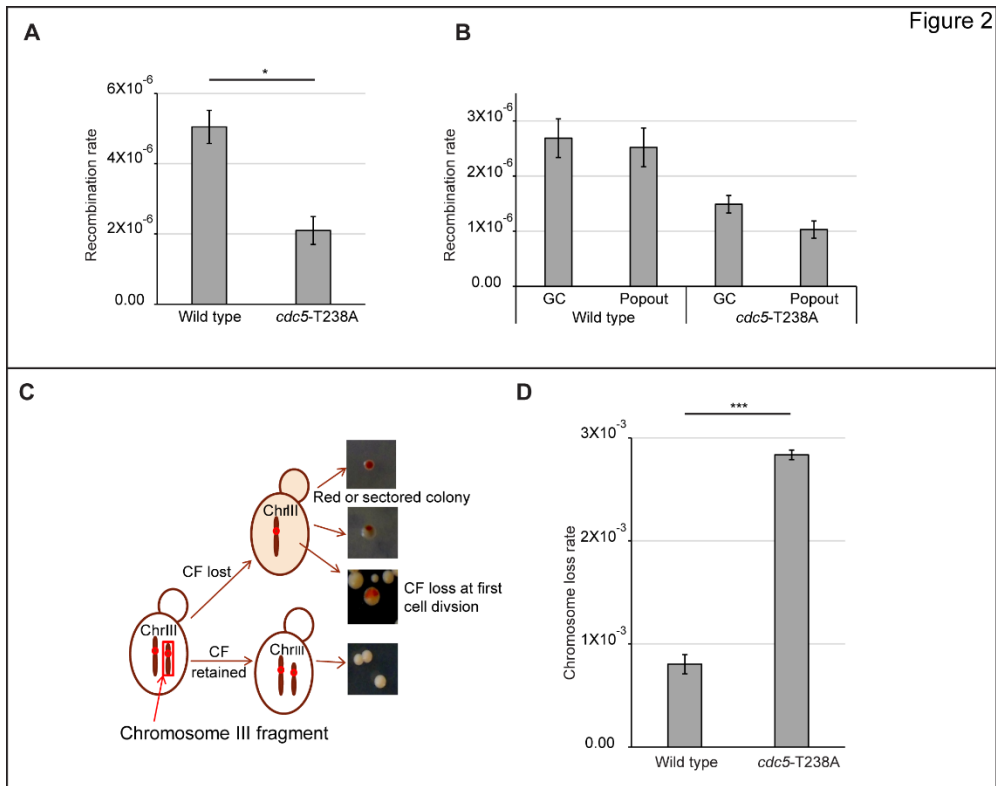 Figure 2
A
*
6X10-6
4X10-6
2X10-6
0.00
Recombination rate
Wild type
cdc5-T238A
B
3X10-6
2X10-6
1X10-6
0.00
Recombination rate
GC
Popout
GC
Popout
Wild type
cdc5-T238A
C
ChrIII
Red or sectored colony
CF lost
CF loss at first
cell divsion
ChrIII
CF
retained
ChrIII
Chromosome III fragment
D
***
3X10-3
2X10-3
1X10-3
0.00
Chromosome loss rate
Wild type
cdc5-T238A